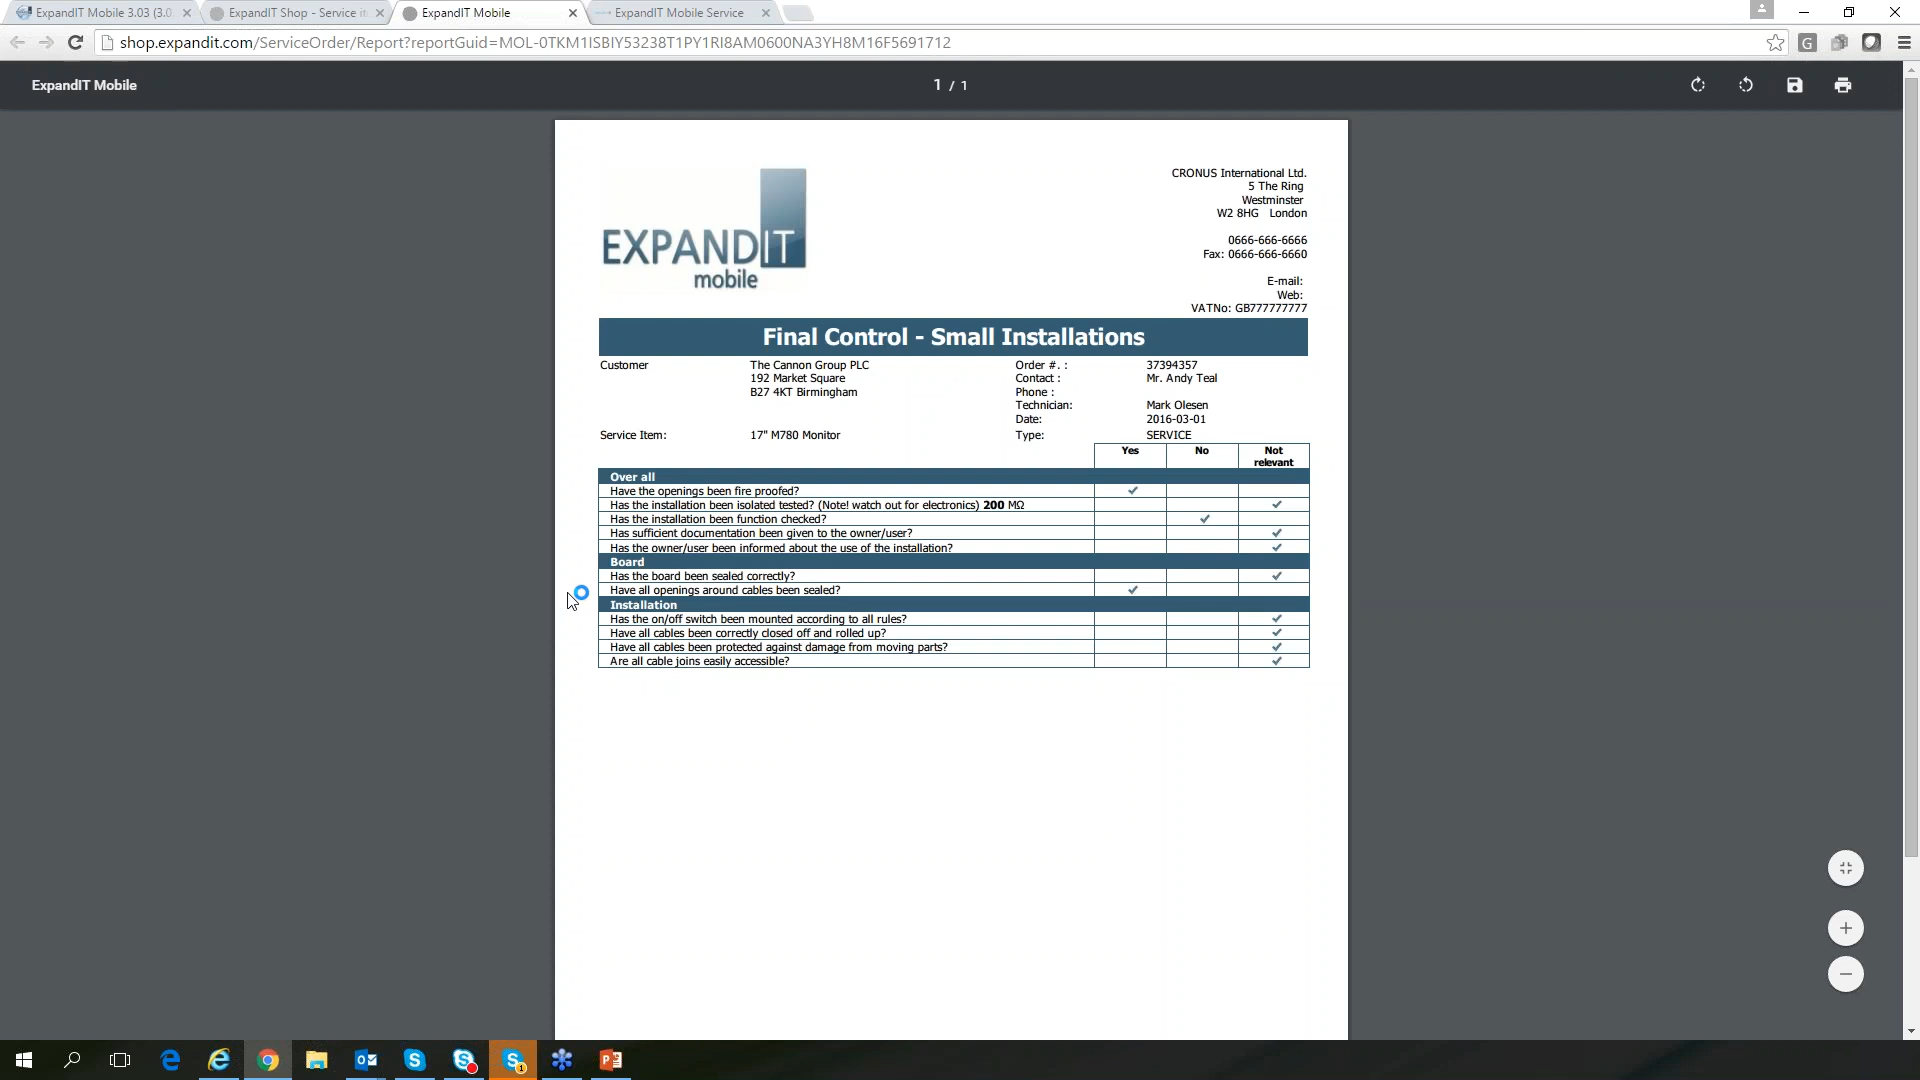 ExpandIT Mobile 3.03 (3.0
ExpandIT Shop - Service it
ExpandIT Mobile
ExpandIT Mobile Service
shop.expandit.com/ServiceOrder/Report?reportGuid=MOL-0TKM1ISBIY53238T1PY1RI8AM0600NA3YH8M16F5691712
ExpandIT Mobile
1 / 1
EXPANDIT
mobile
CRONUS International Ltd.
5 The Ring
Westminster
W2 8HG London
0666-666-6666
Fax: 0666-666-6660
E-mail:
Web:
VATNo: GB777777777
Final Control - Small Installations
Customer The Cannon Group PLC Order #. : 37394357
192 Market Square Contact : Mr. Andy Teal
B27 4KT Birmingham Phone :
Technician: Mark Olesen
Date: 2016-03-01
Service Item: 17" M780 Monitor Type: SERVICE
Yes No Not
relevant
Over all
Have the openings been fire proofed? ✓
Has the installation been isolated tested? (Note! watch out for electronics) 200 MΩ ✓
Has the installation been function checked? ✓
Has sufficient documentation been given to the owner/user? ✓
Has the owner/user been informed about the use of the installation? ✓
Board
Has the board been sealed correctly? ✓
Have all openings around cables been sealed? ✓
Installation
Has the on/off switch been mounted according to all rules? ✓
Have all cables been correctly closed off and rolled up? ✓
Have all cables been protected against damage from moving parts? ✓
Are all cable joins easily accessible? ✓